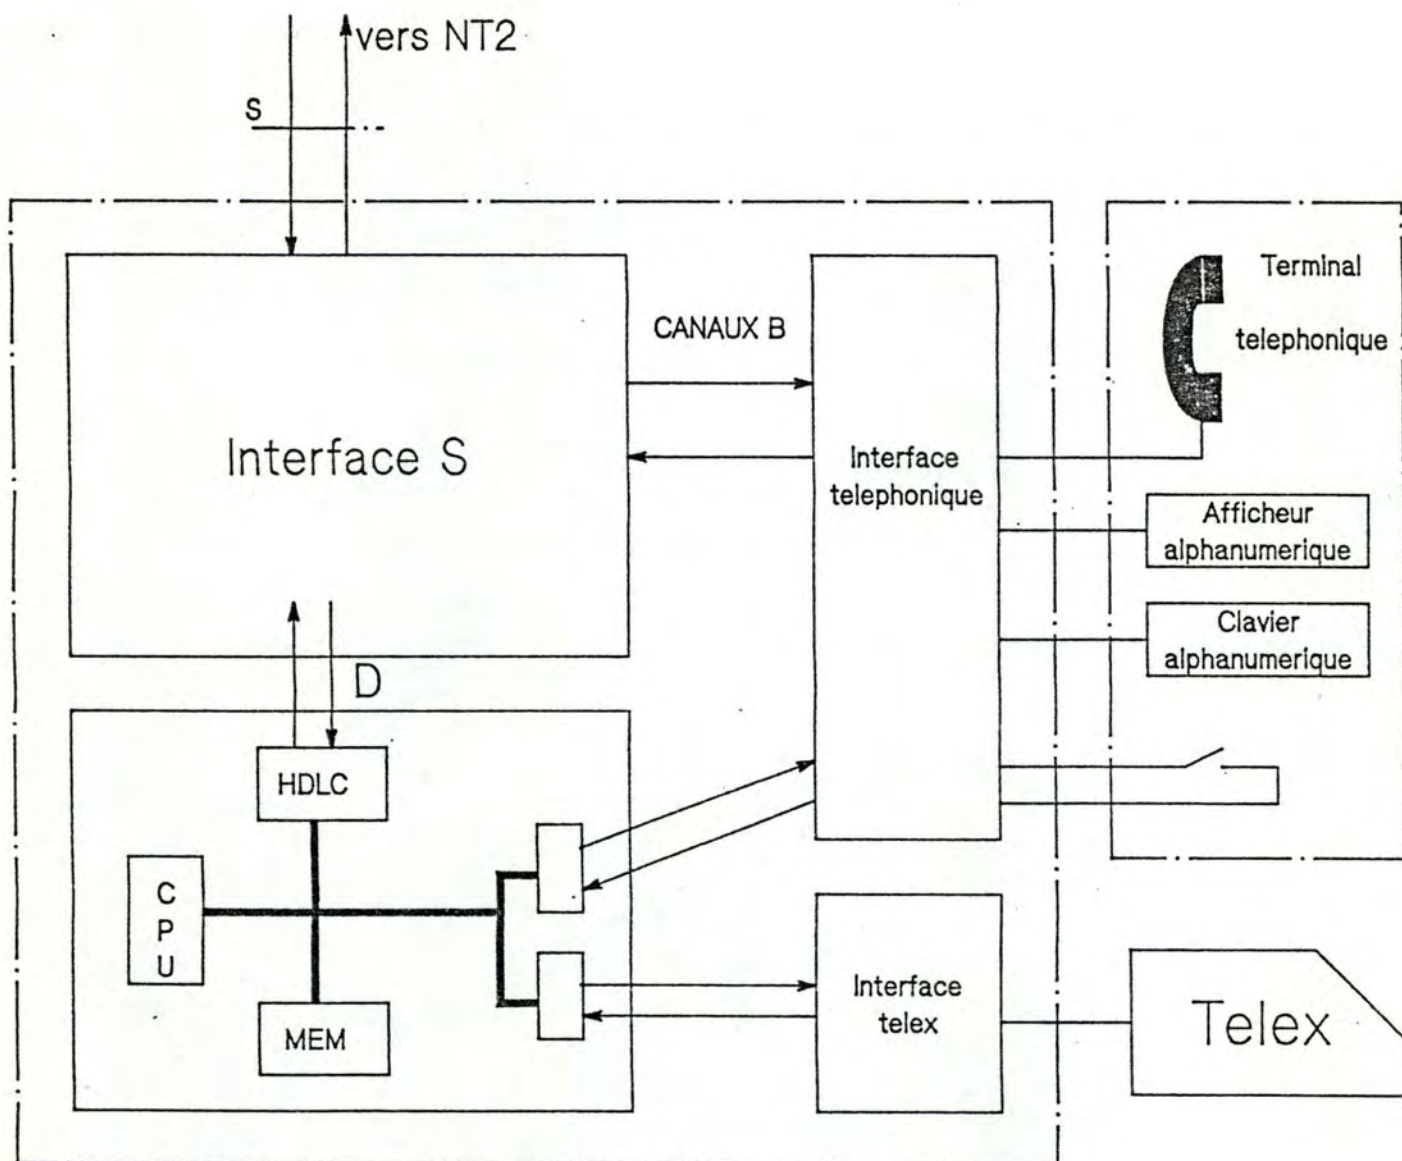 vers NT2
S
CANAUX B
Interface S
Interface
telephonique
Terminal
telephonique
Afficheur
alphanumerique
Clavier
alphanumerique
D
HDLC
C
P
U
MEM
Interface
telex
Telex